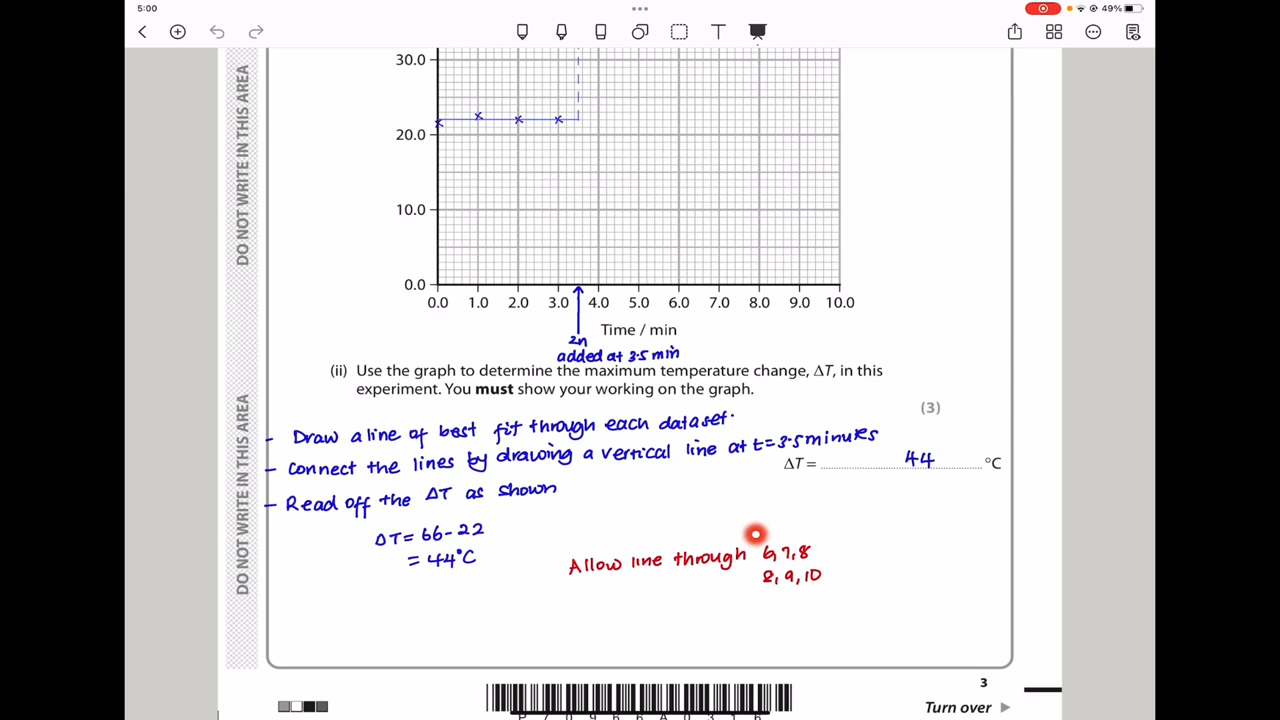 5:00
49%
DO NOT WRITE IN THIS AREA
DO NOT WRITE IN THIS AREA
30.0
20.0
10.0
0.0
0.0 1.0 2.0 3.0 4.0 5.0 6.0 7.0 8.0 9.0 10.0
Time / min
Zn
added at 3.5 min
(ii) Use the graph to determine the maximum temperature change, ΔT, in this
experiment. You must show your working on the graph.
(3)
- Draw a line of best fit through each dataset.
- Connect the lines by drawing a vertical line at t=3.5 minutes
ΔT = 44 °C
- Read off the ΔT as shown
ΔT = 66-22
= 44°C
Allow line through 6,7,8
8, 9, 10
3
P70966A0316
Turn over